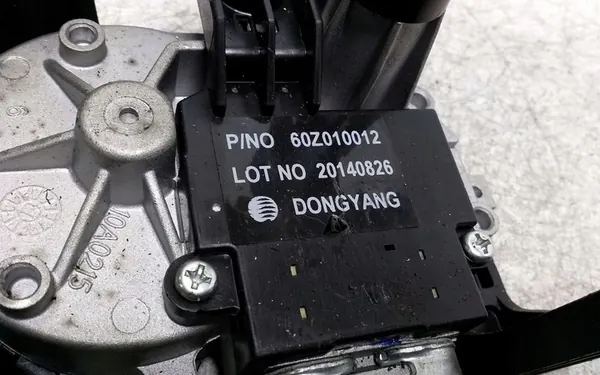 P/NO 60Z010012
LOT NO 20140826
DONGYANG
10A0215